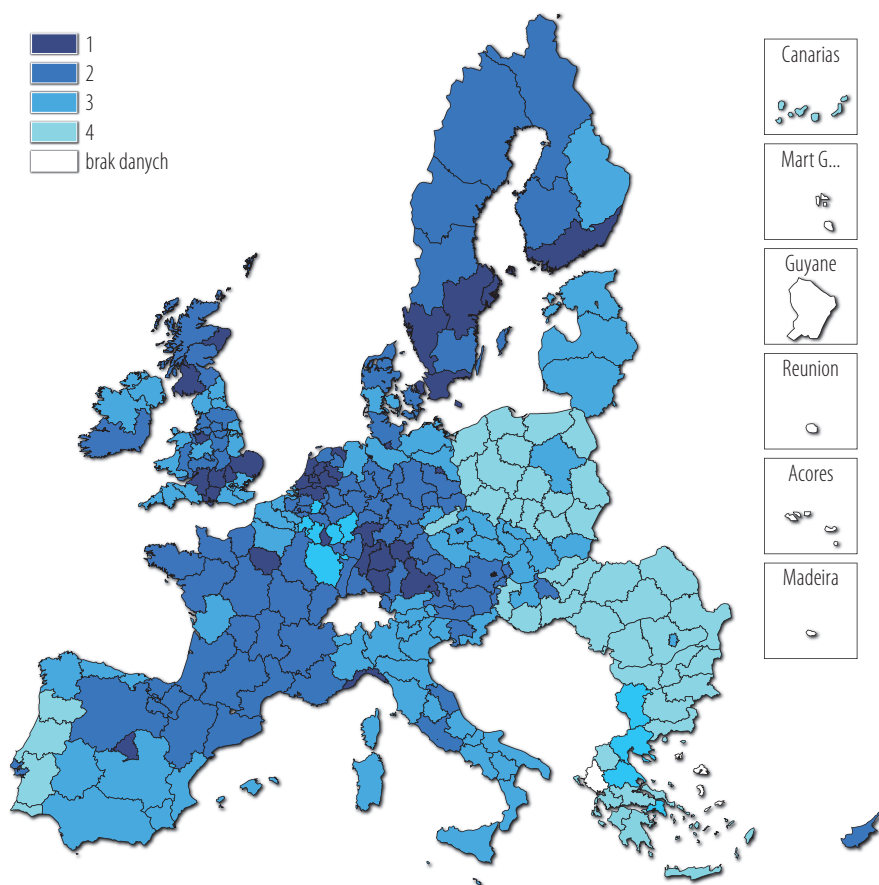 1
2
3
4
brak danych
Canarias
Mart G...
Guyane
Reunion
Acores
Madeira